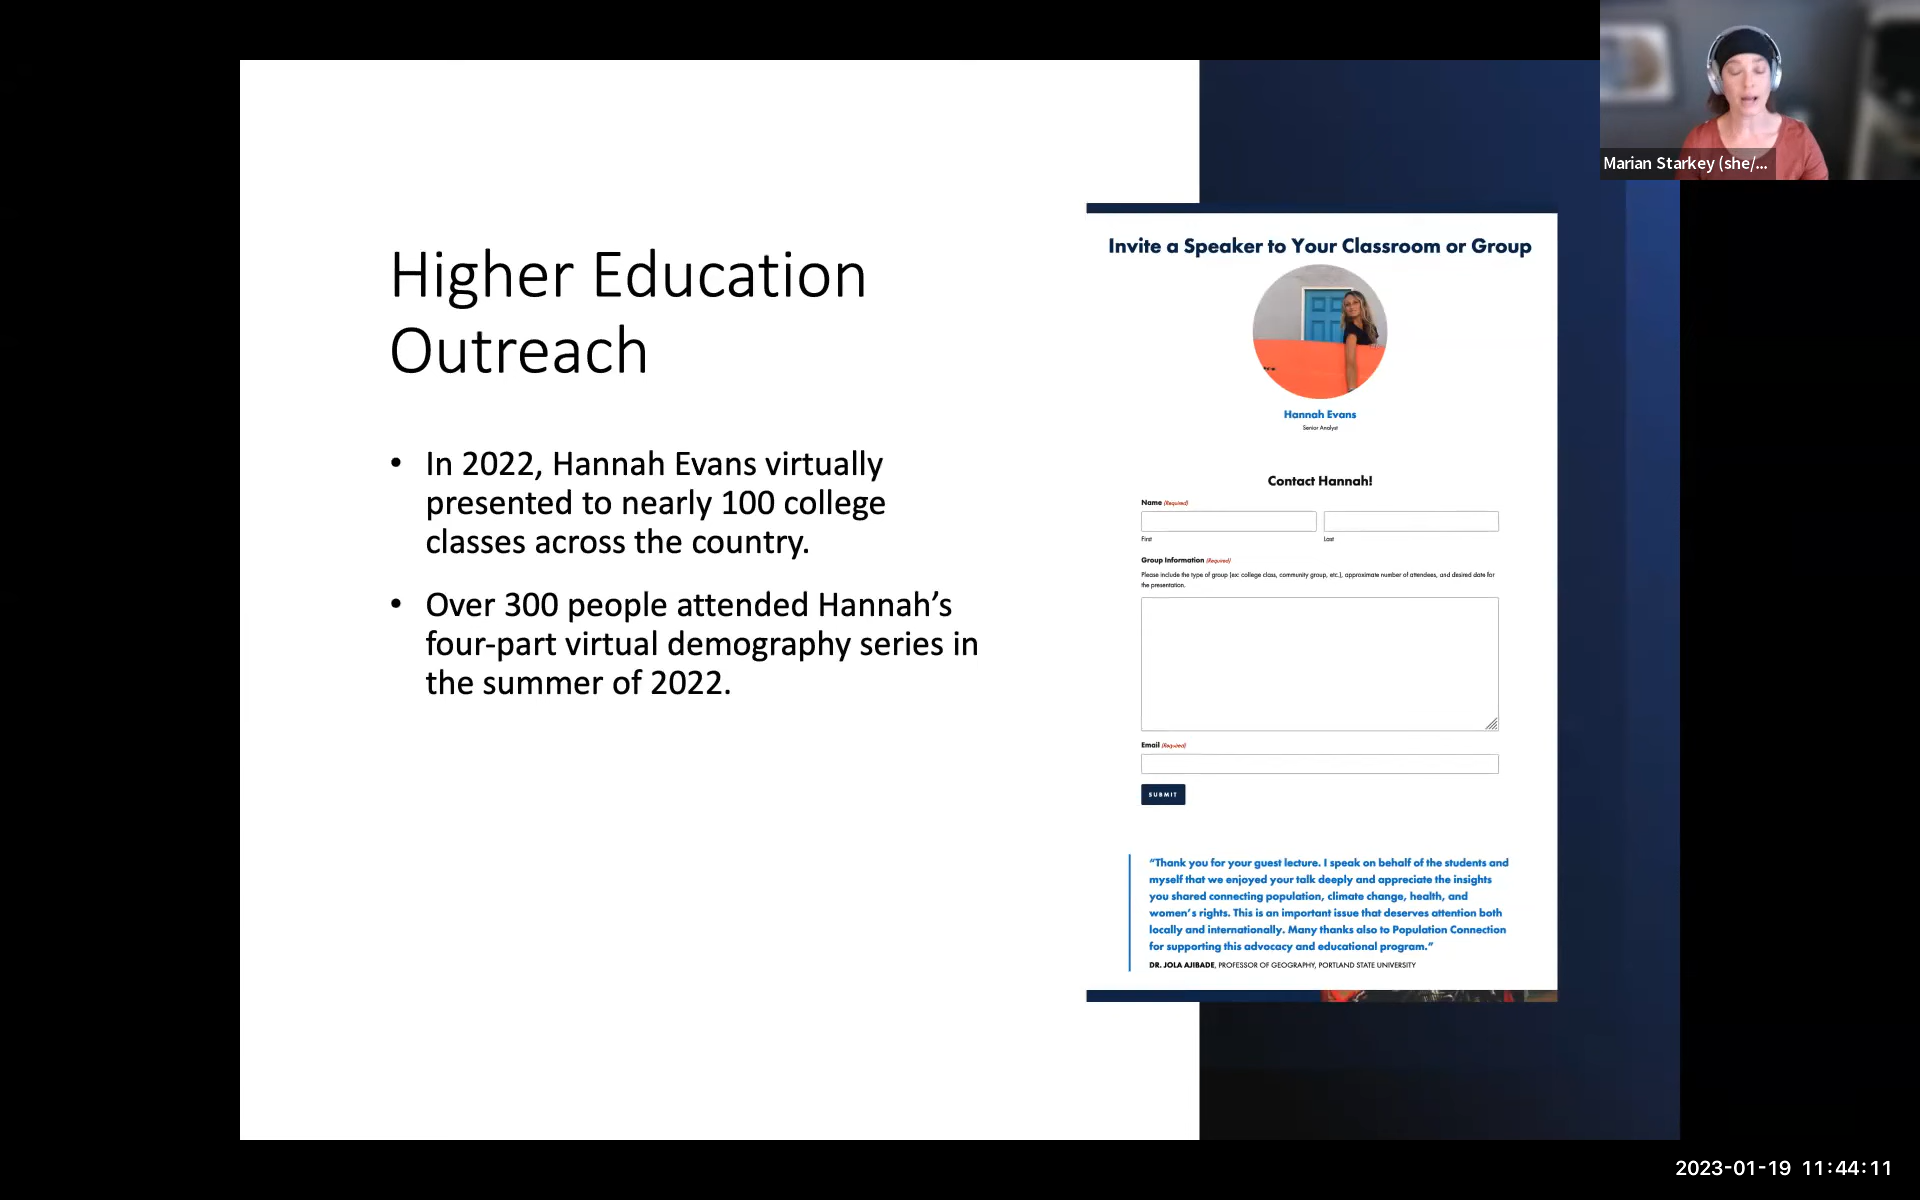 Marian Starkey (she/...
Higher Education
Outreach
• In 2022, Hannah Evans virtually
presented to nearly 100 college
classes across the country.
• Over 300 people attended Hannah’s
four-part virtual demography series in
the summer of 2022.
Invite a Speaker to Your Classroom or Group
Hannah Evans
Senior Analyst
Contact Hannah!
Name (Required)
First Last
Group Information (Required)
Please include the type of group (ex: college class, community group, etc.), approximate number of attendees, and desired date for
the presentation.
Email (Required)
SUBMIT
“Thank you for your guest lecture. I speak on behalf of the students and
myself that we enjoyed your talk deeply and appreciate the insights
you shared connecting population, climate change, health, and
women’s rights. This is an important issue that deserves attention both
locally and internationally. Many thanks also to Population Connection
for supporting this advocacy and educational program.”
DR. JOLA AJIBADE, PROFESSOR OF GEOGRAPHY, PORTLAND STATE UNIVERSITY
2023-01-19 11:44:11